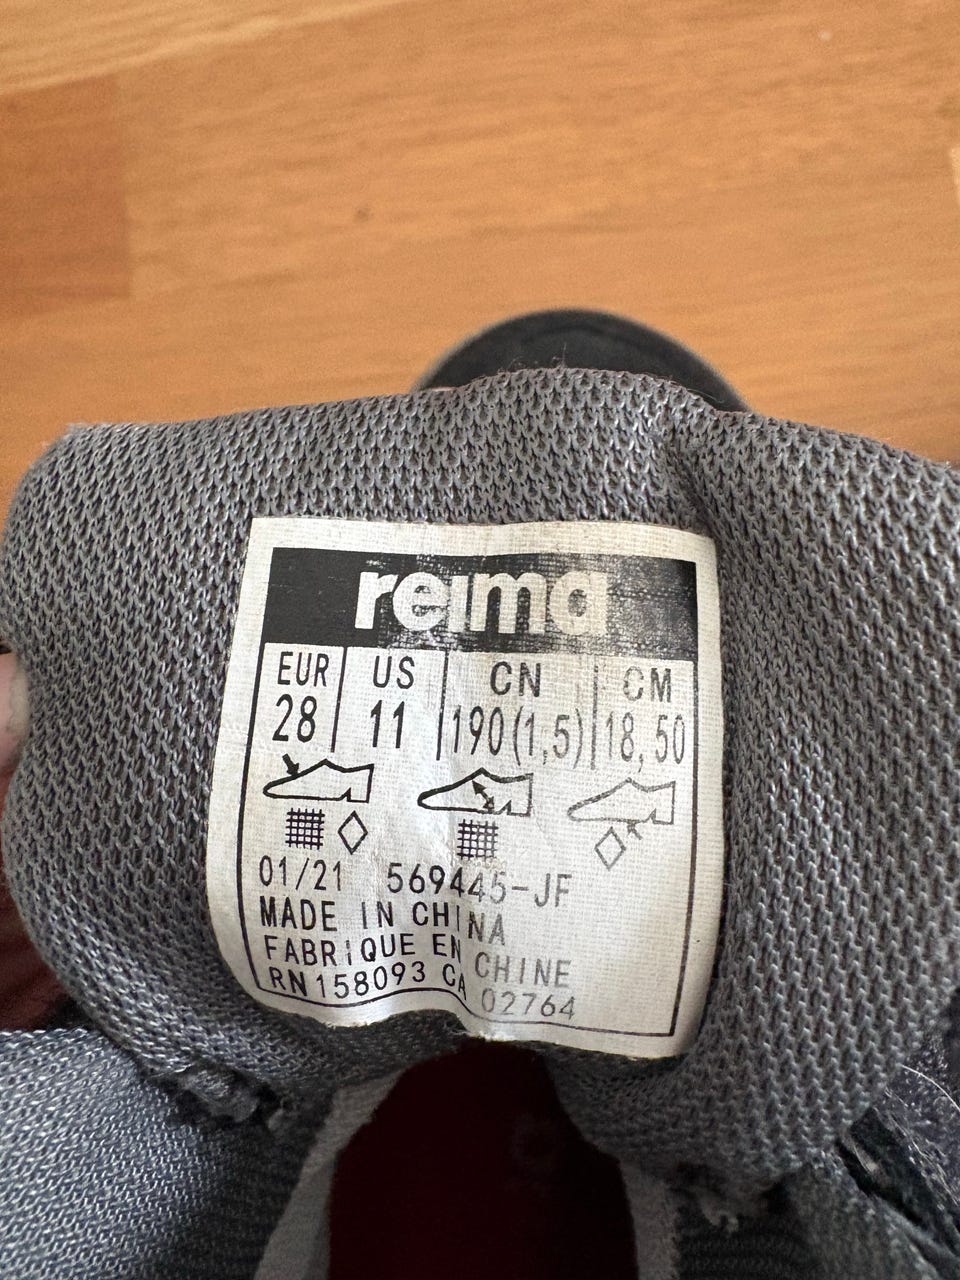 reima
EUR US CN CM
28 11 190(1,5) 18,50
01/21 569445-JF
MADE IN CHINA
FABRIQUE EN CHINE
RN158093 CA 02764